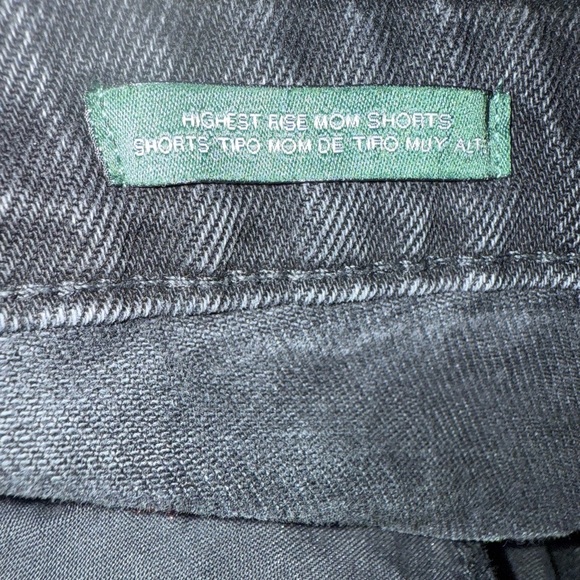 HIGHEST RISE MOM SHORTS
SHORTS TIPO MOM DE TIRO MUY